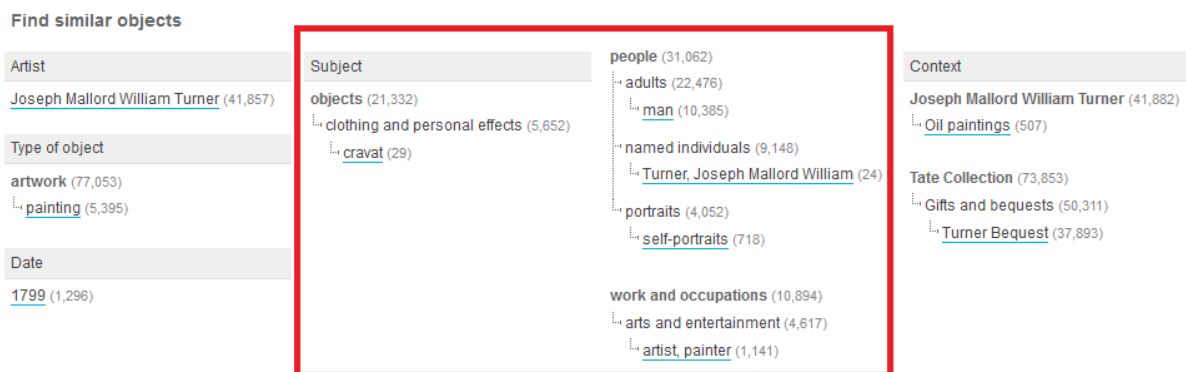 Find similar objects
Artist
Joseph Mallord William Turner (41,857)
Type of object
artwork (77,053)
painting (5,395)
Date
1799 (1,296)
Subject
objects (21,332)
clothing and personal effects (5,652)
cravat (29)
people (31,062)
adults (22,476)
man (10,385)
named individuals (9,148)
Turner, Joseph Mallord William (24)
portraits (4,052)
self-portraits (718)
work and occupations (10,894)
arts and entertainment (4,617)
artist, painter (1,141)
Context
Joseph Mallord William Turner (41,882)
Oil paintings (507)
Tate Collection (73,853)
Gifts and bequests (50,311)
Turner Bequest (37,893)